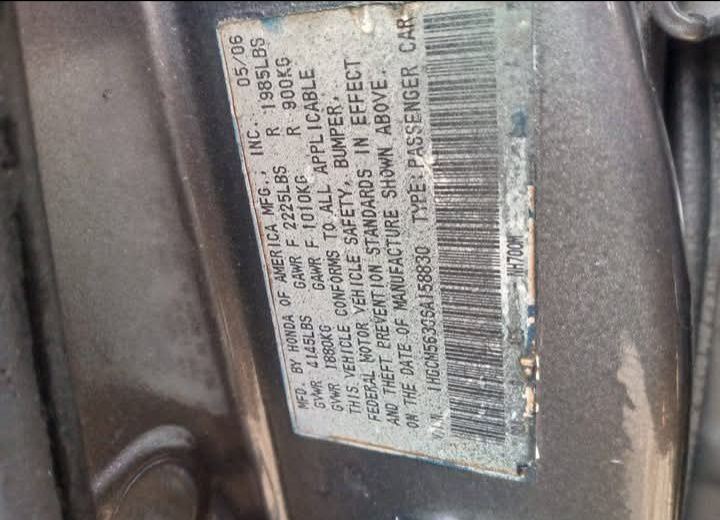 MFD. BY HONDA OF AMERICA MFG., INC. 05/06
GVWR 4145LBS GAWR F 2225LBS R 1985LBS
GVWR 1880KG GAWR F 1010KG R 900KG
THIS VEHICLE CONFORMS TO ALL APPLICABLE
FEDERAL MOTOR VEHICLE SAFETY, BUMPER,
AND THEFT PREVENTION STANDARDS IN EFFECT
ON THE DATE OF MANUFACTURE SHOWN ABOVE.
1HGCM563C6A158830 TYPE: PASSENGER CAR